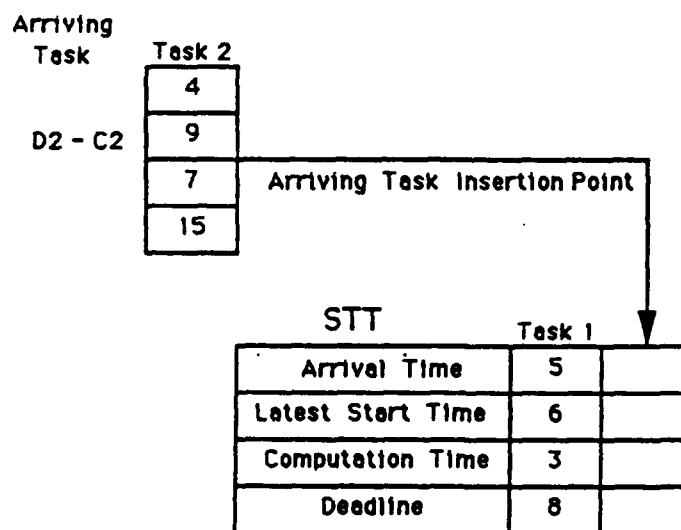 Arriving
Task
Task 2
4
D2 - C2
9
7
Arriving Task Insertion Point
15
STT
Task 1
Arrival Time
5
Latest Start Time
6
Computation Time
3
Deadline
8